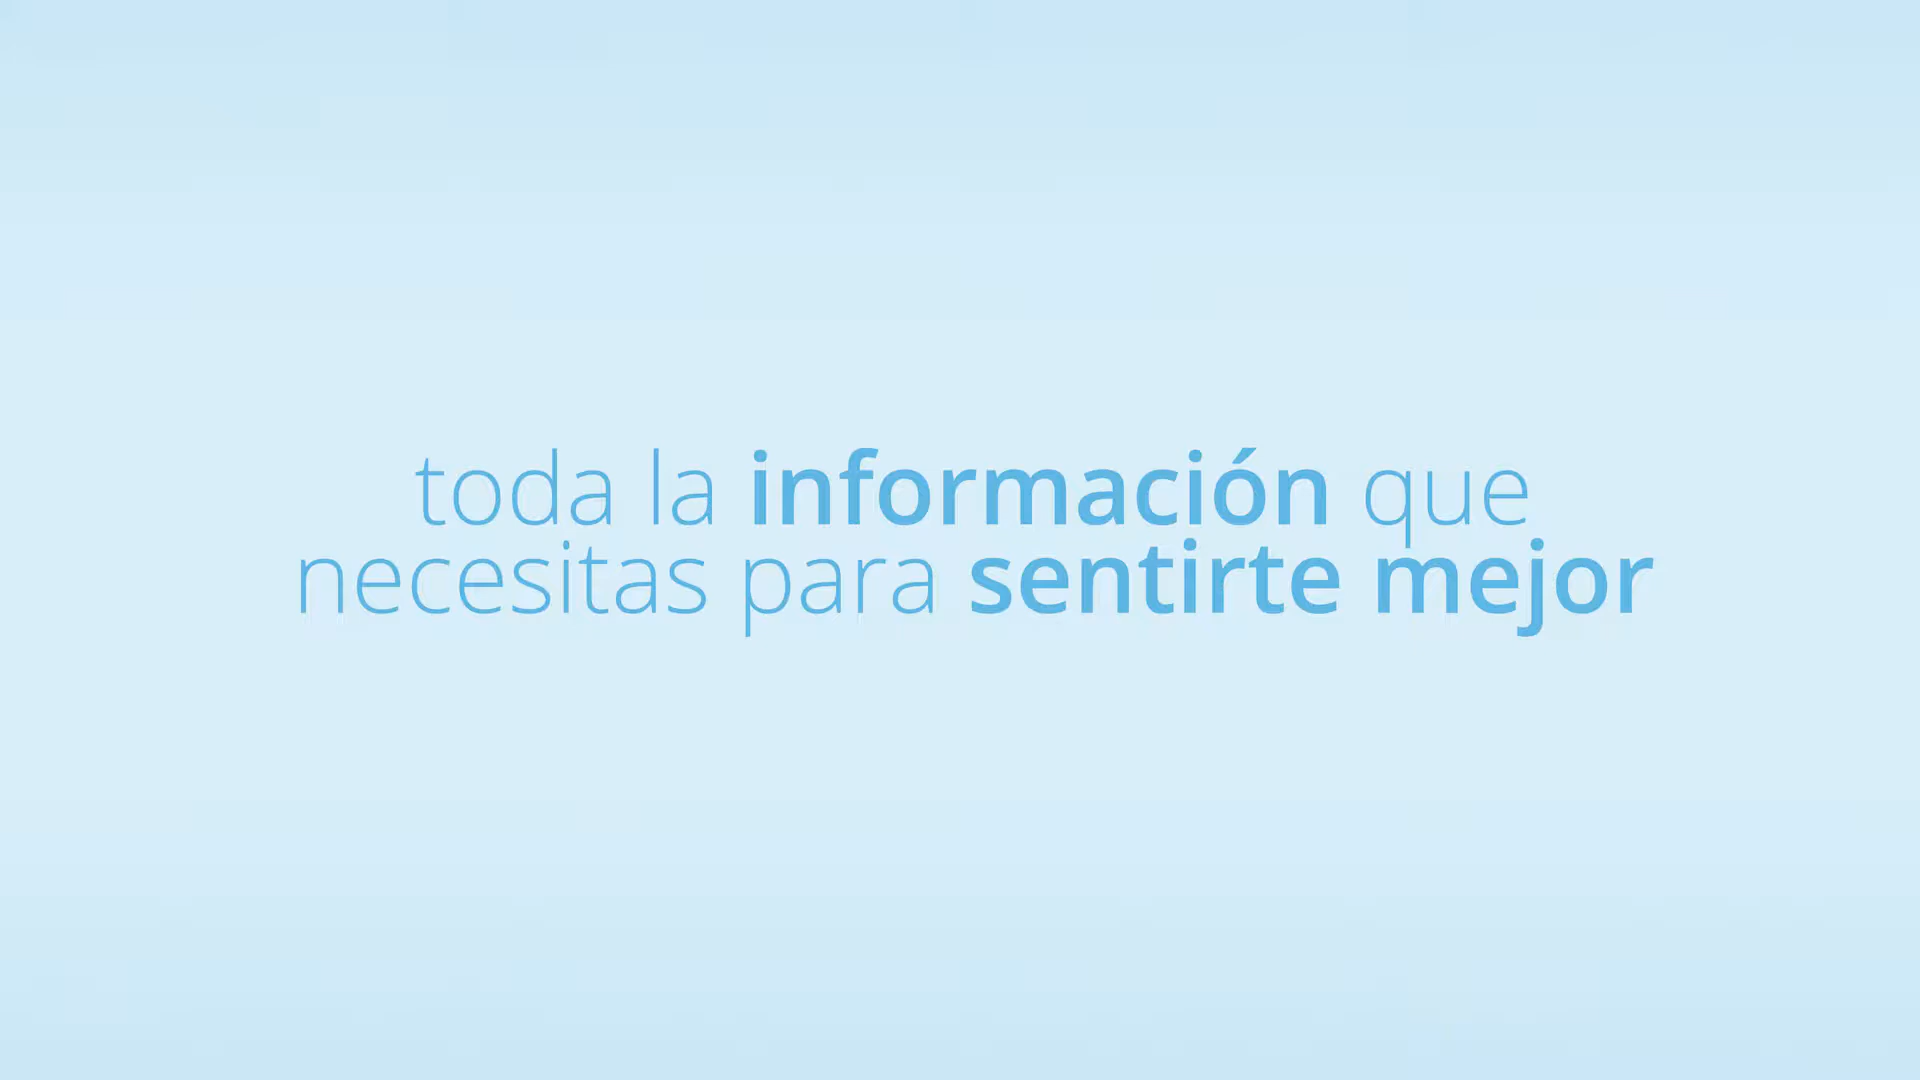 toda la información que
necesitas para sentirte mejor